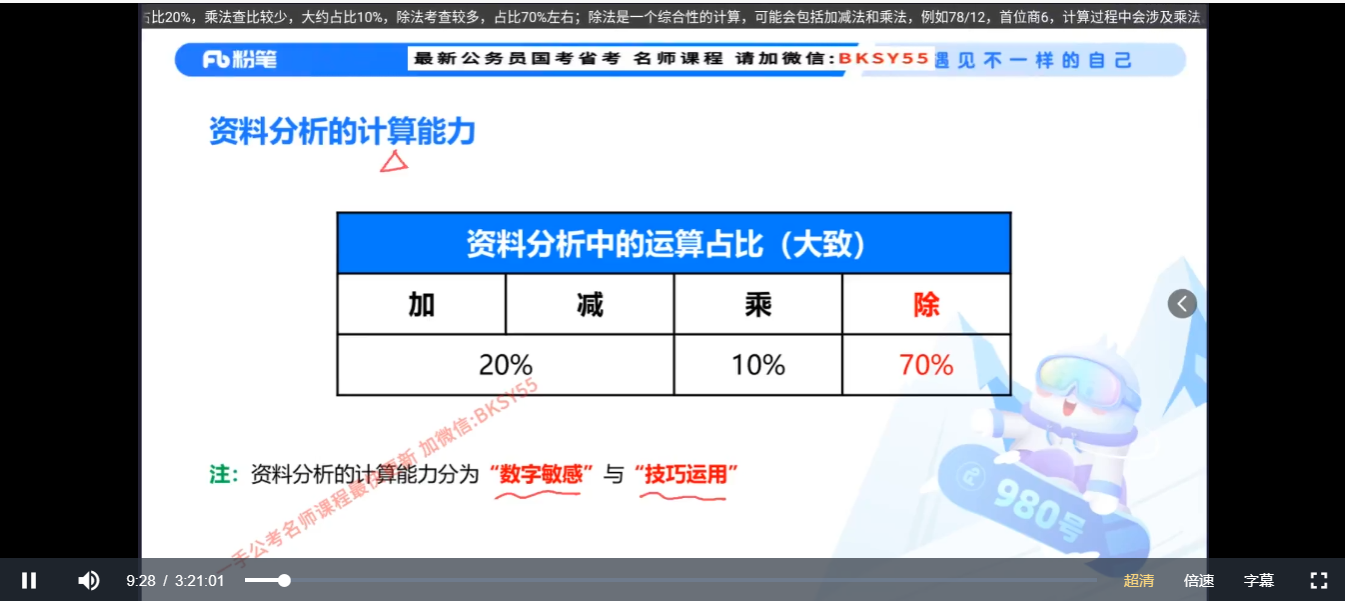 占比20%，乘法查比较少，大约占比10%，除法考查较多，占比70%左右；除法是一个综合性的计算，可能会包括加减法和乘法，例如78/12，首位商6，计算过程中会涉及乘法
粉笔
最新公务员国考省考 名师课程 请加微信:BKSY55
遇见不一样的自己
资料分析的计算能力
资料分析中的运算占比（大致）
加 减 乘 除
20% 10% 70%
注：资料分析的计算能力分为“数字敏感”与“技巧运用”
一手公考名师课程最快更新 加微信:BKSY55
980号
9:28 / 3:21:01
超清 倍速 字幕